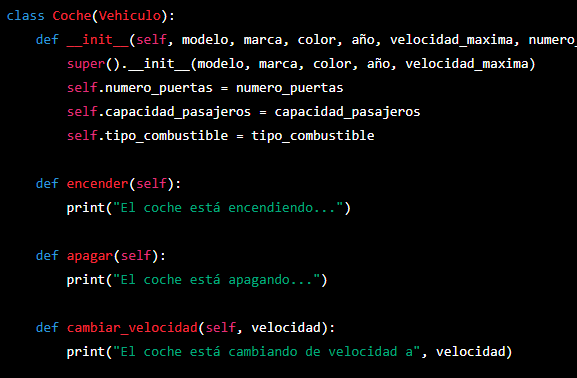 class Coche(Vehiculo):
    def __init__(self, modelo, marca, color, año, velocidad_maxima, numero_
        super().__init__(modelo, marca, color, año, velocidad_maxima)
        self.numero_puertas = numero_puertas
        self.capacidad_pasajeros = capacidad_pasajeros
        self.tipo_combustible = tipo_combustible

    def encender(self):
        print("El coche está encendiendo...")

    def apagar(self):
        print("El coche está apagando...")

    def cambiar_velocidad(self, velocidad):
        print("El coche está cambiando de velocidad a", velocidad)